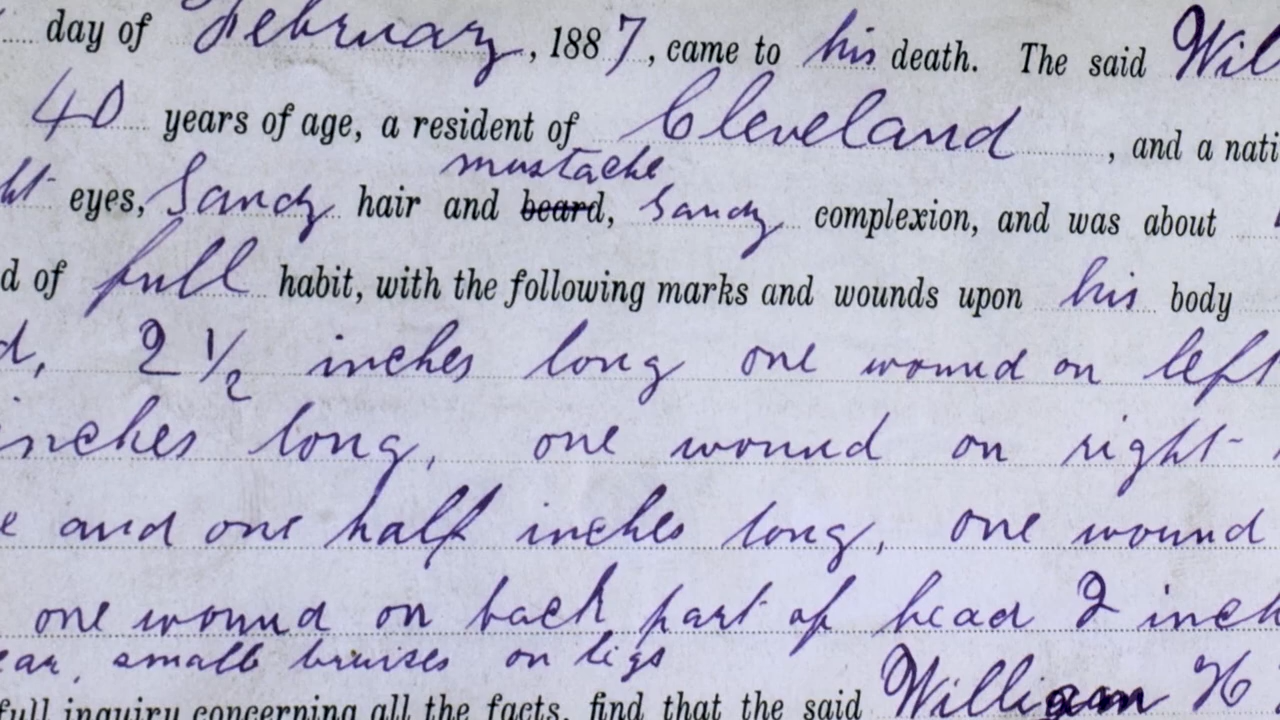 day of February, 1887, came to his death. The said Wil
40 years of age, a resident of Cleveland, and a nati
mustache
ht eyes, Sandy hair and beard, Sandy complexion, and was about
d of full habit, with the following marks and wounds upon his body
d, 2 1/2 inches long one wound on left
inches long, one wound on right
e and one half inches long, one wound
one wound on back part of head 2 inch
ear, small bruises on legs
full inquiry concerning all the facts, find that the said William H